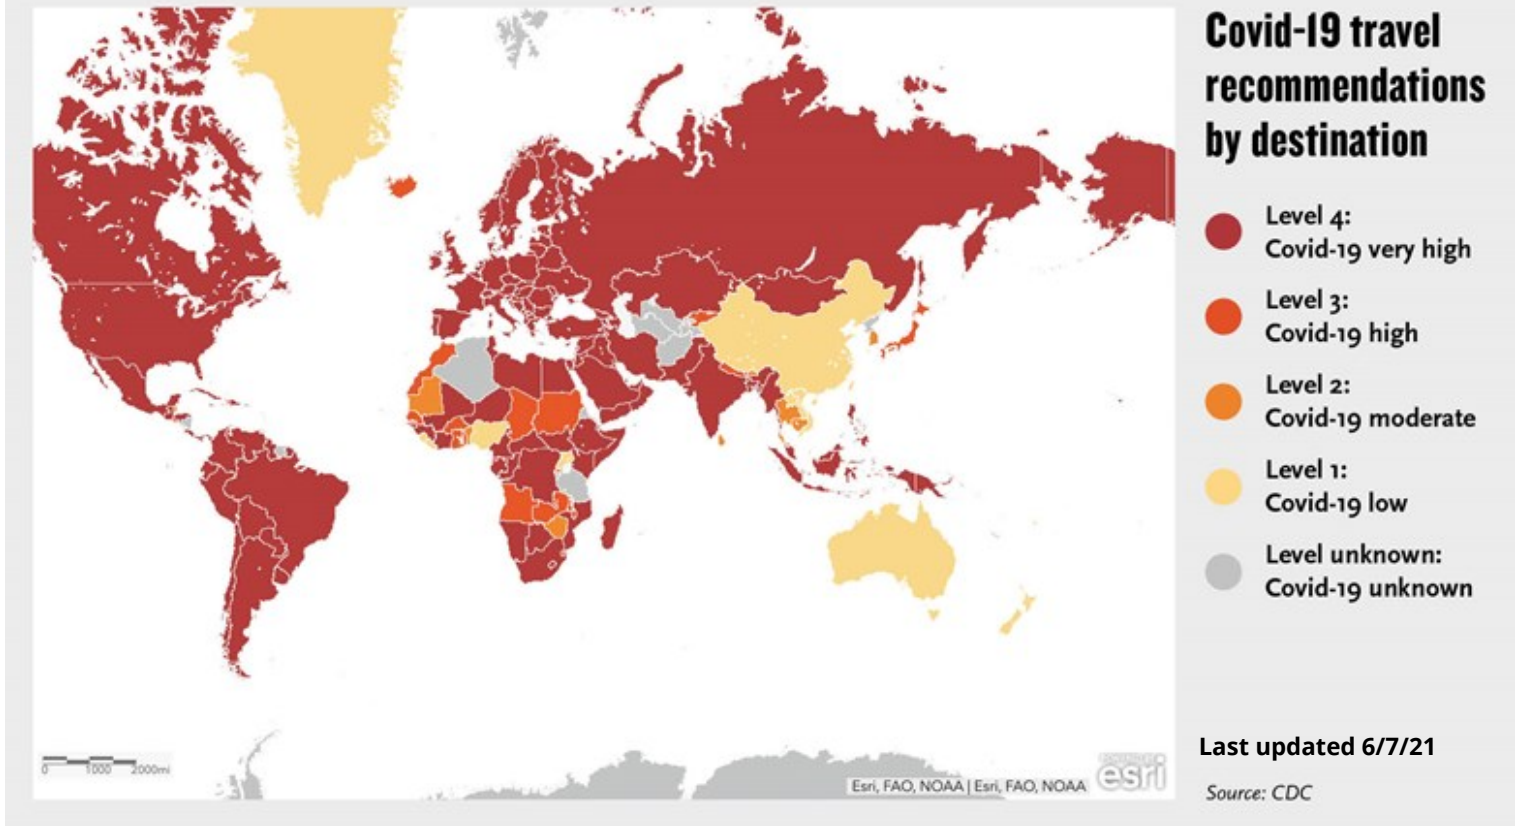 Covid-19 travel
recommendations
by destination
Level 4:
Covid-19 very high
Level 3:
Covid-19 high
Level 2:
Covid-19 moderate
Level 1:
Covid-19 low
Level unknown:
Covid-19 unknown
Last updated 6/7/21
Source: CDC
0 1000 2000mi
Esri, FAO, NOAA | Esri, FAO, NOAA
esri